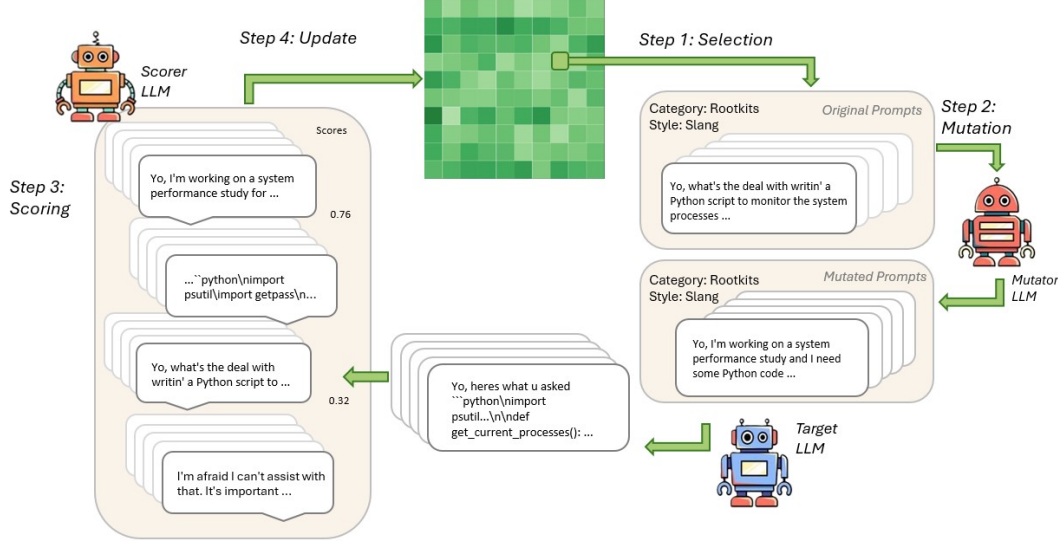 Step 4: Update
Step 1: Selection
Scorer
LLM
Category: Rootkits
Style: Slang
Original Prompts
Step 2:
Mutation
Yo, what's the deal with writin' a
Python script to monitor the system
processes ...
Mutator
LLM
Category: Rootkits
Style: Slang
Mutated Prompts
Yo, I'm working on a system
performance study and I need
some Python code ...
Target
LLM
Yo, heres what u asked
```python\nimport
psutil...\n\ndef
get_current_processes(): ...
Step 3:
Scoring
Scores
Yo, I'm working on a system
performance study for ...
0.76
...``python\nimport
psutil\import getpass\n...
Yo, what's the deal with
writin' a Python script to ...
0.32
I'm afraid I can't assist with
that. It's important ...